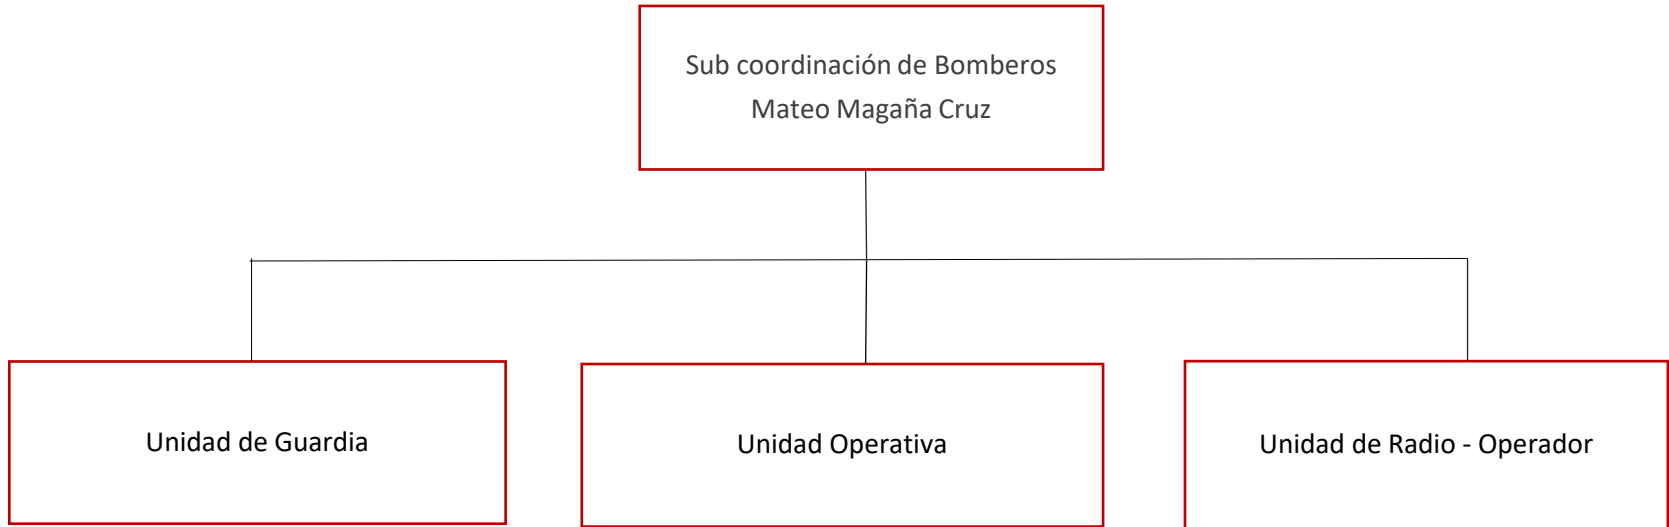 Sub coordinación de Bomberos
Mateo Magaña Cruz
Unidad de Guardia
Unidad Operativa
Unidad de Radio - Operador